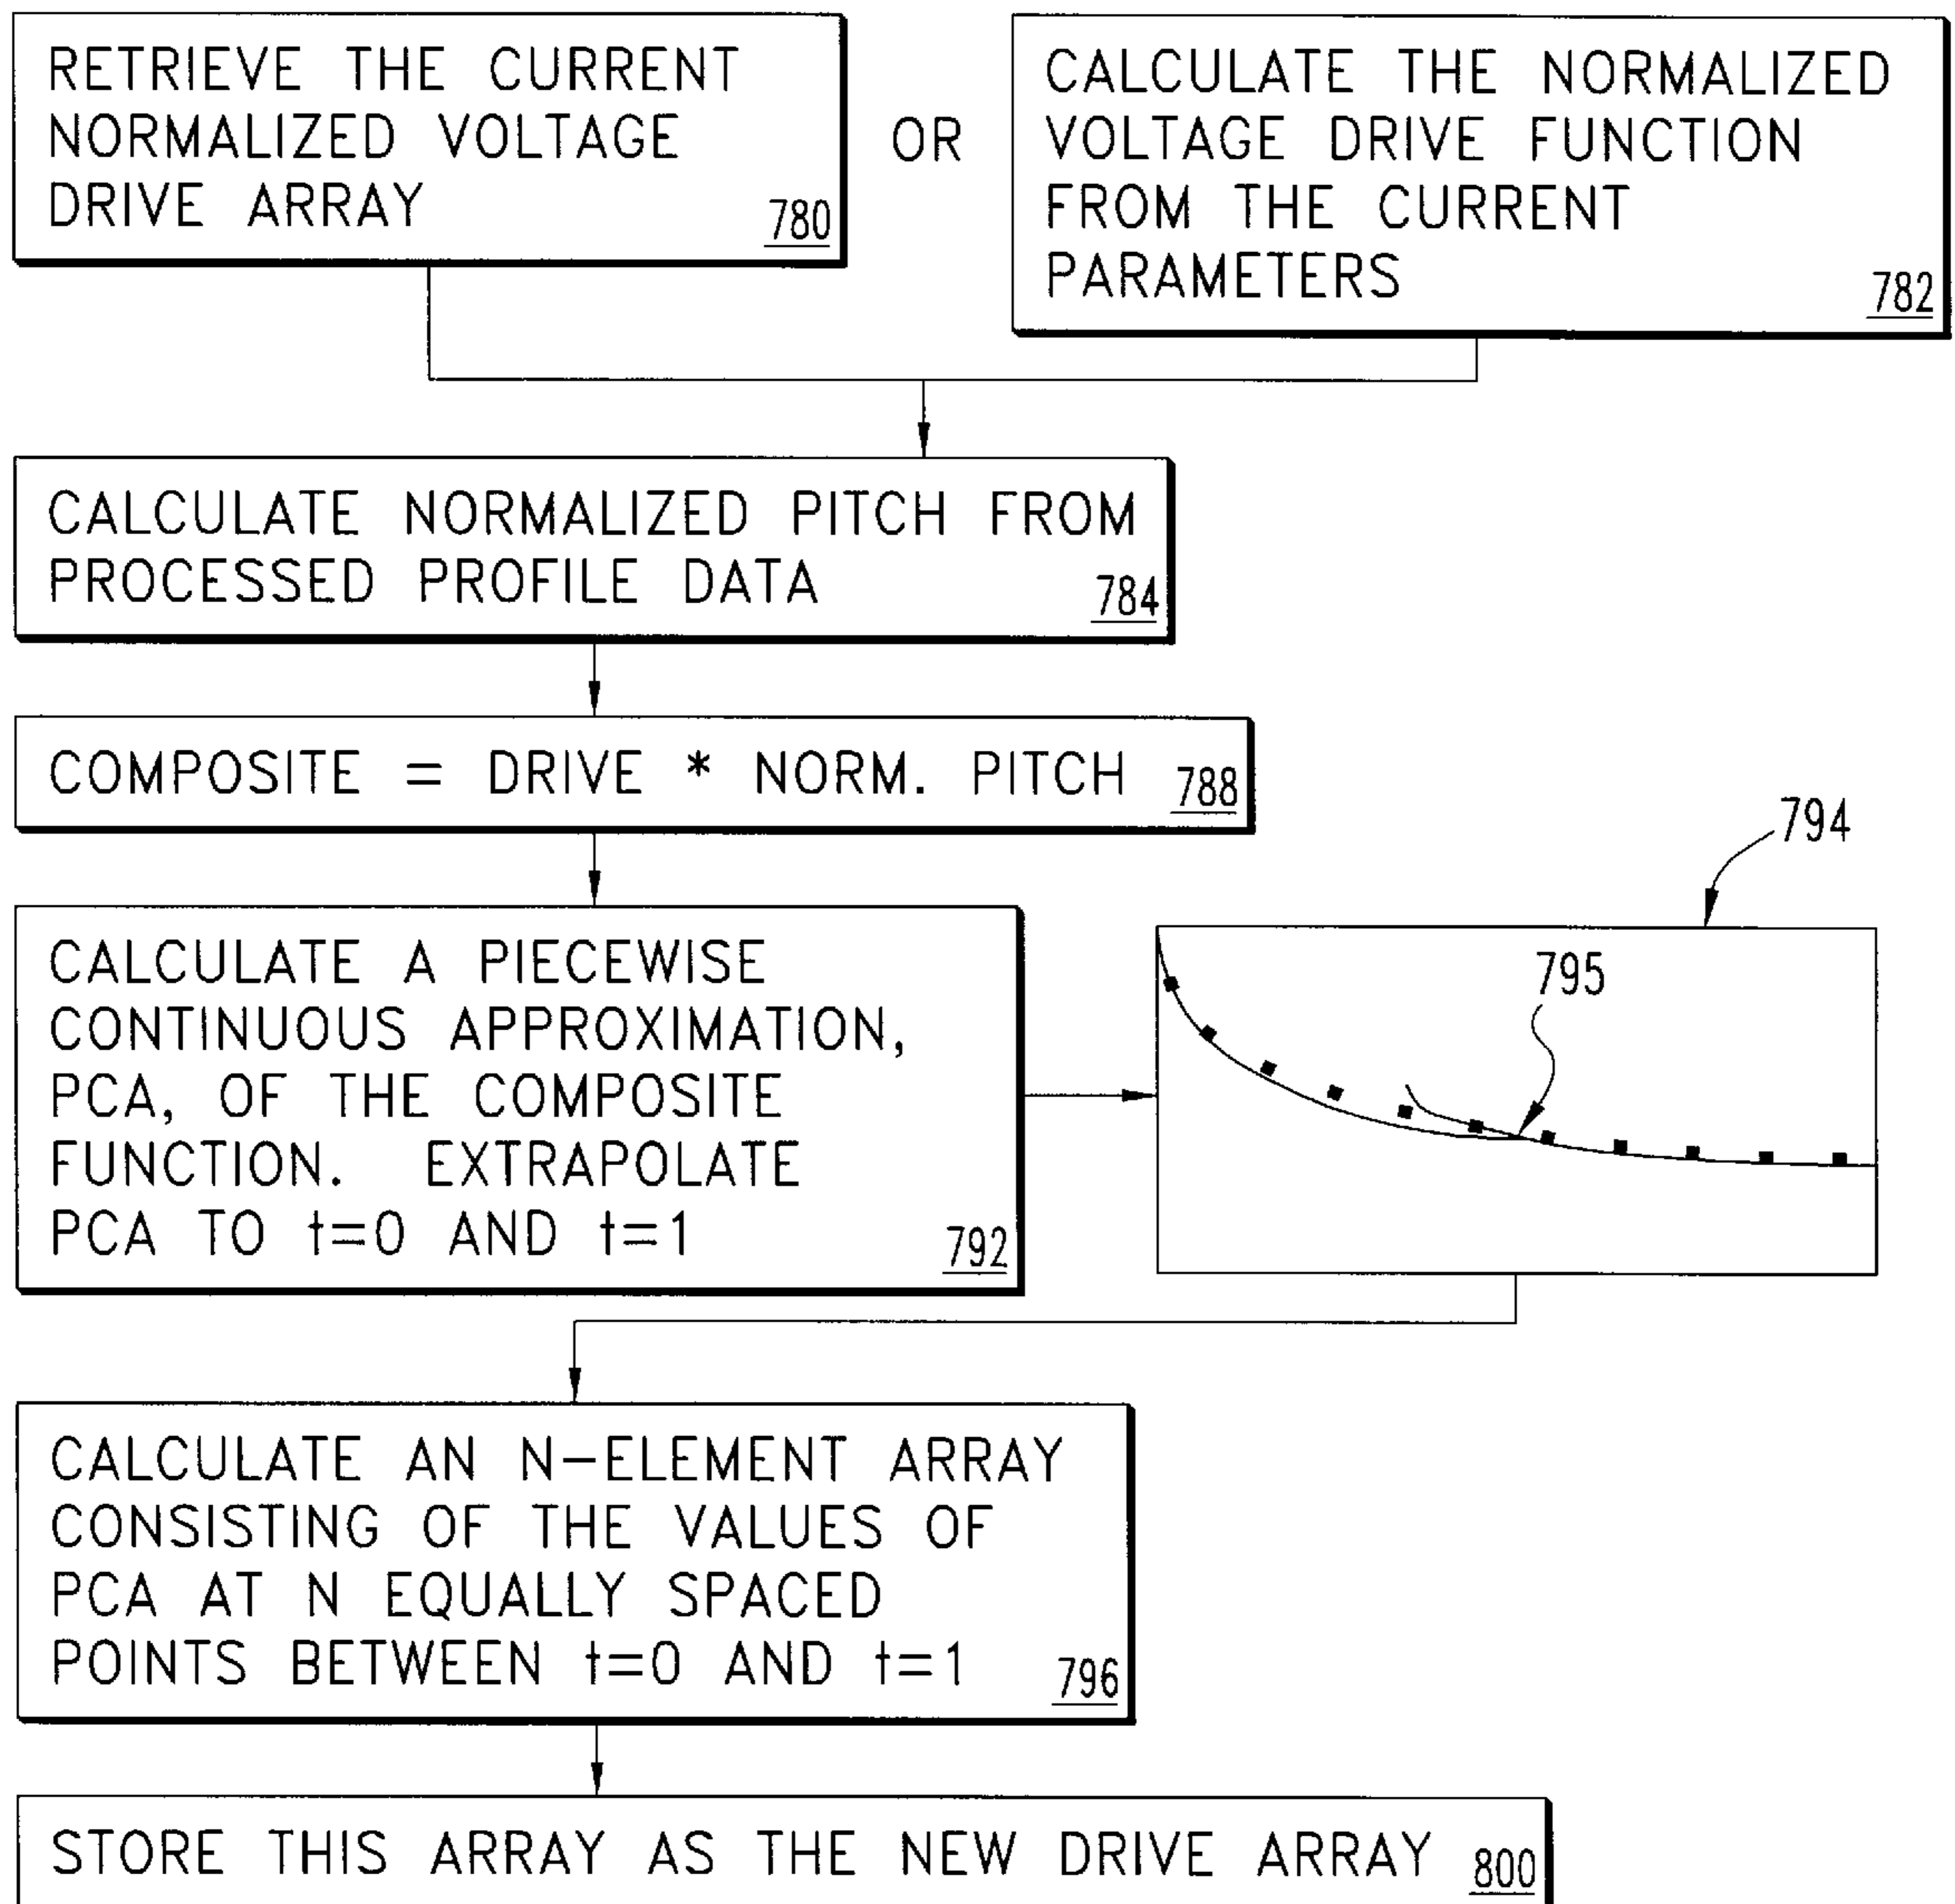 RETRIEVE THE CURRENT
NORMALIZED VOLTAGE
DRIVE ARRAY
780
OR
CALCULATE THE NORMALIZED
VOLTAGE DRIVE FUNCTION
FROM THE CURRENT
PARAMETERS
782
CALCULATE NORMALIZED PITCH FROM
PROCESSED PROFILE DATA
784
COMPOSITE = DRIVE * NORM. PITCH
788
CALCULATE A PIECEWISE
CONTINUOUS APPROXIMATION,
PCA, OF THE COMPOSITE
FUNCTION. EXTRAPOLATE
PCA TO t=0 AND t=1
792
794
795
CALCULATE AN N-ELEMENT ARRAY
CONSISTING OF THE VALUES OF
PCA AT N EQUALLY SPACED
POINTS BETWEEN t=0 AND t=1
796
STORE THIS ARRAY AS THE NEW DRIVE ARRAY
800